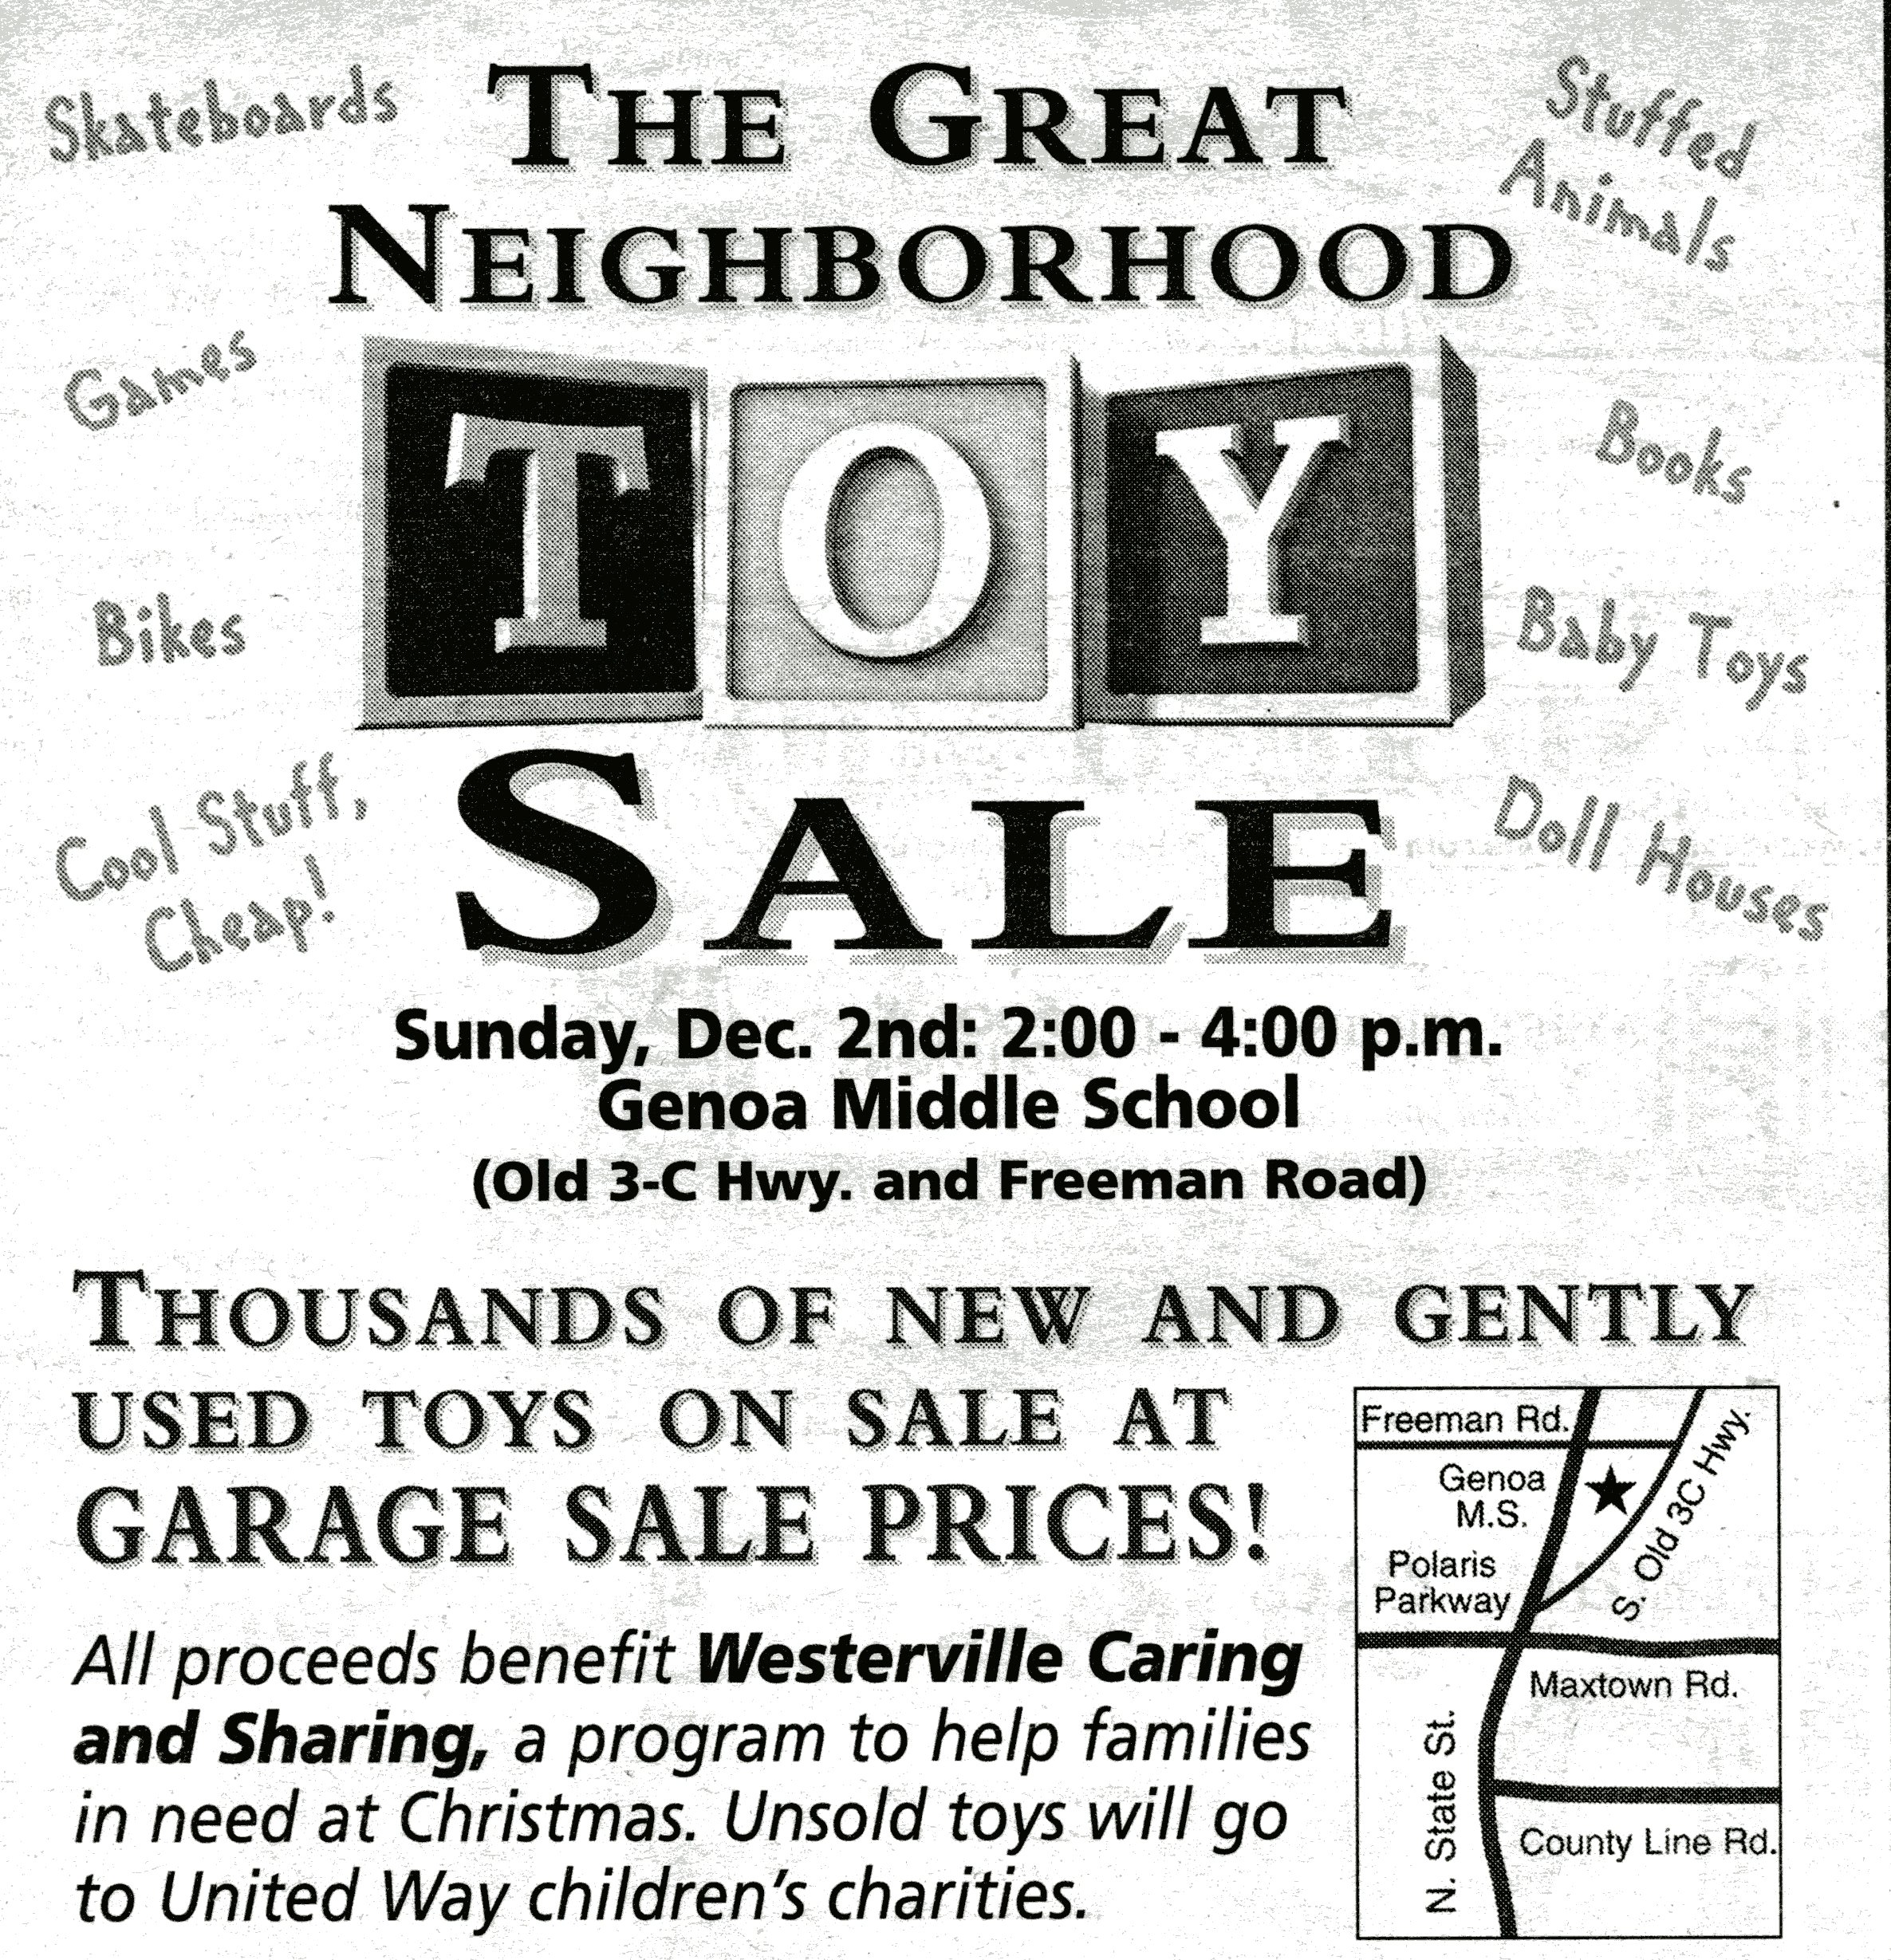 Skateboards
Games
Bikes
Cool Stuff,
Cheap!
THE GREAT
NEIGHBORHOOD
TOY
SALE
Stuffed
Animals
Books
Baby Toys
Doll Houses
Sunday, Dec. 2nd: 2:00 - 4:00 p.m.
Genoa Middle School
(Old 3-C Hwy. and Freeman Road)
THOUSANDS OF NEW AND GENTLY
USED TOYS ON SALE AT
GARAGE SALE PRICES!
All proceeds benefit Westerville Caring
and Sharing, a program to help families
in need at Christmas. Unsold toys will go
to United Way children's charities.
Freeman Rd.
Genoa
M.S.
Polaris
Parkway
S. Old 3C Hwy.
Maxtown Rd.
N. State St.
County Line Rd.